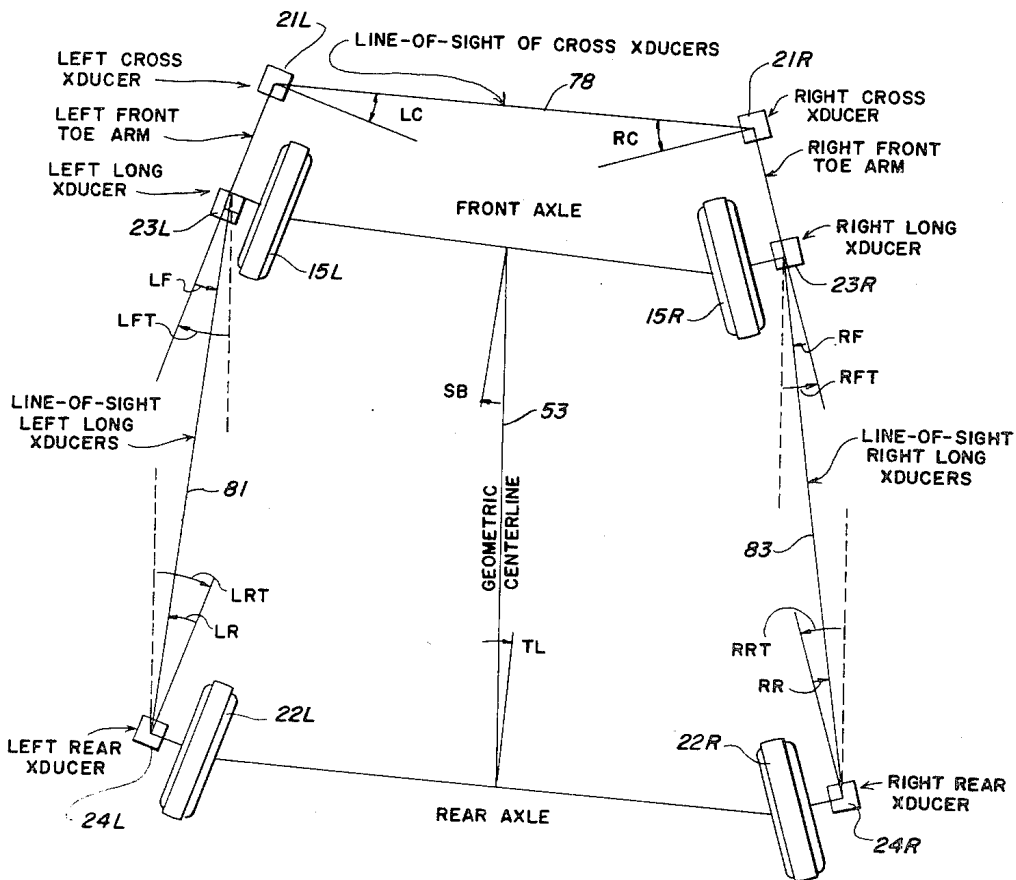 21L
LINE-OF-SIGHT OF CROSS XDUCERS
21R
LEFT CROSS
XDUCER
78
RIGHT CROSS
XDUCER
LEFT FRONT
TOE ARM
LC
RC
RIGHT FRONT
TOE ARM
LEFT LONG
XDUCER
FRONT AXLE
RIGHT LONG
XDUCER
23L
23R
LF
15L
15R
LFT
RF
RFT
SB
53
LINE-OF-SIGHT
LEFT LONG
XDUCERS
LINE-OF-SIGHT
RIGHT LONG
XDUCERS
81
GEOMETRIC
CENTERLINE
83
LRT
LR
TL
RRT
RR
22L
22R
LEFT REAR
XDUCER
RIGHT REAR
XDUCER
24L
REAR AXLE
24R